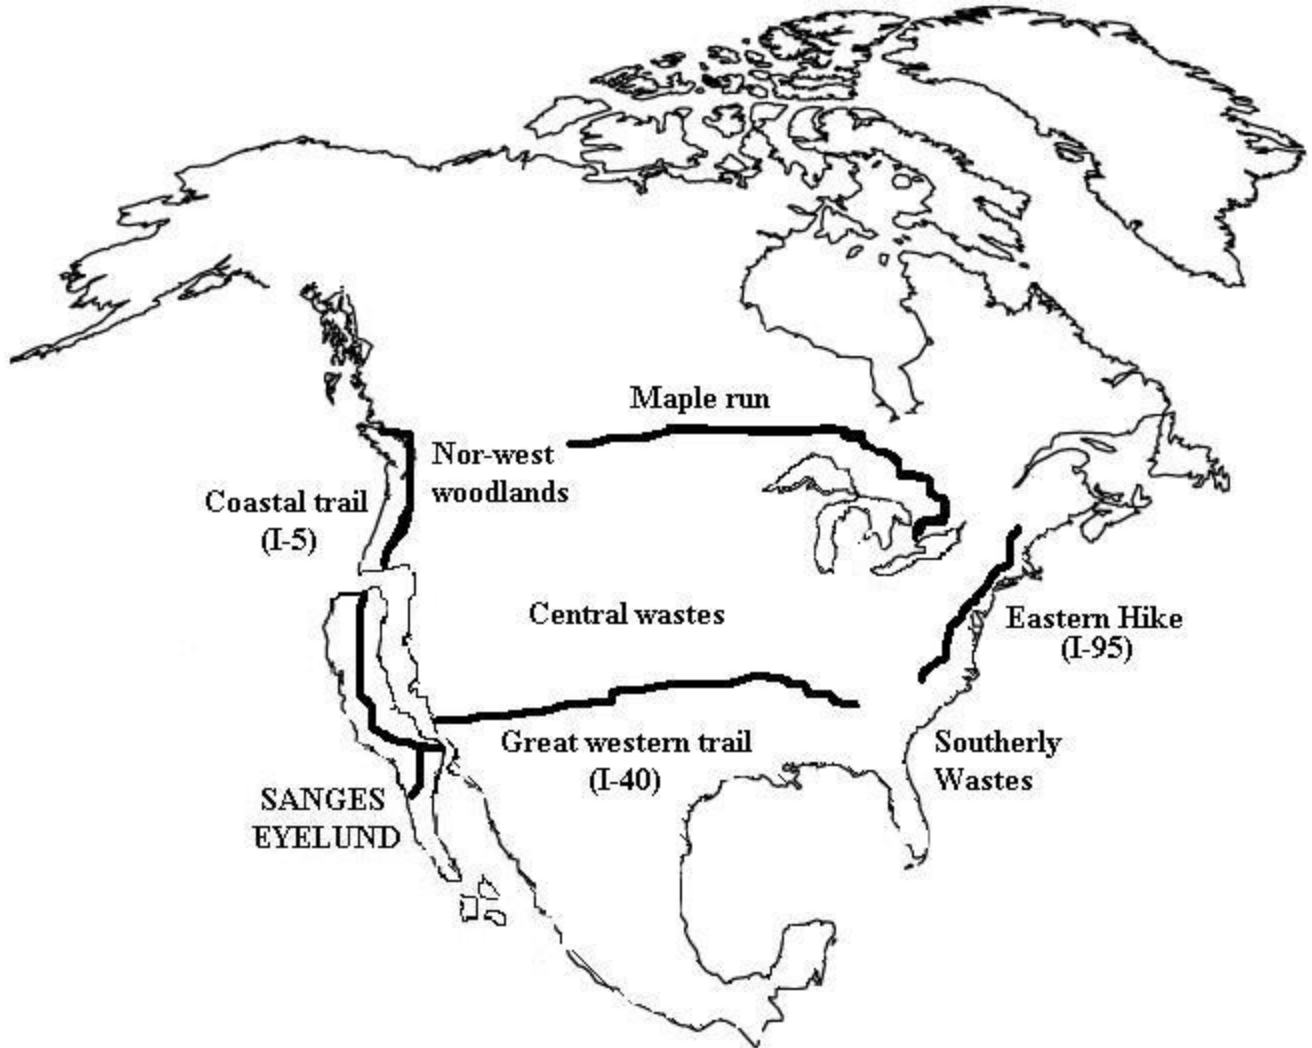 Maple run
Nor-west
woodlands
Coastal trail
(I-5)
Central wastes
Eastern Hike
(I-95)
Great western trail
(I-40)
Southerly
Wastes
SANGES
EYELUND